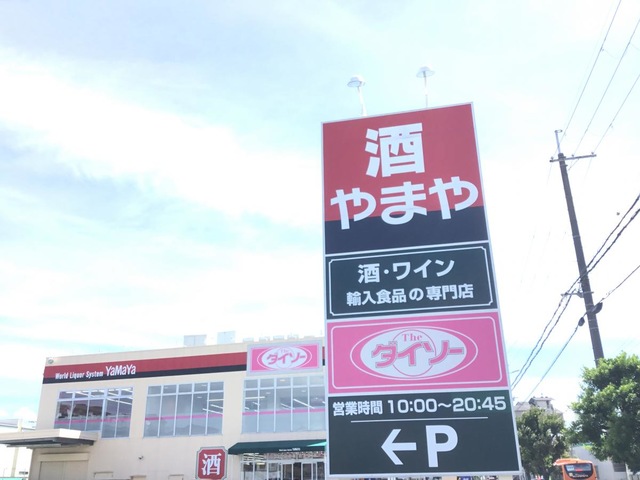 酒
やまや
酒・ワイン
輸入食品の専門店
The
ダイソー
営業時間 10:00〜20:45
←P
World Liquor System YaMaYa
The
ダイソー
酒